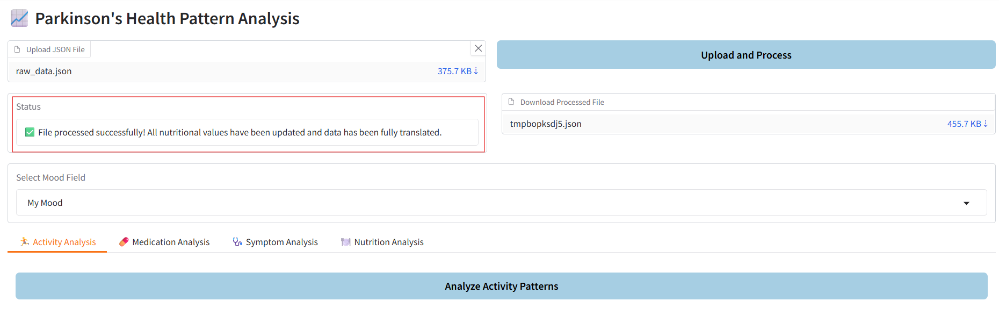 Parkinson's Health Pattern Analysis
Upload JSON File
raw_data.json 375.7 KB ⇣
Upload and Process
Status
✅ File processed successfully! All nutritional values have been updated and data has been fully translated.
Download Processed File
tmpbopksdj5.json 455.7 KB ⇣
Select Mood Field
My Mood
Activity Analysis Medication Analysis Symptom Analysis Nutrition Analysis
Analyze Activity Patterns